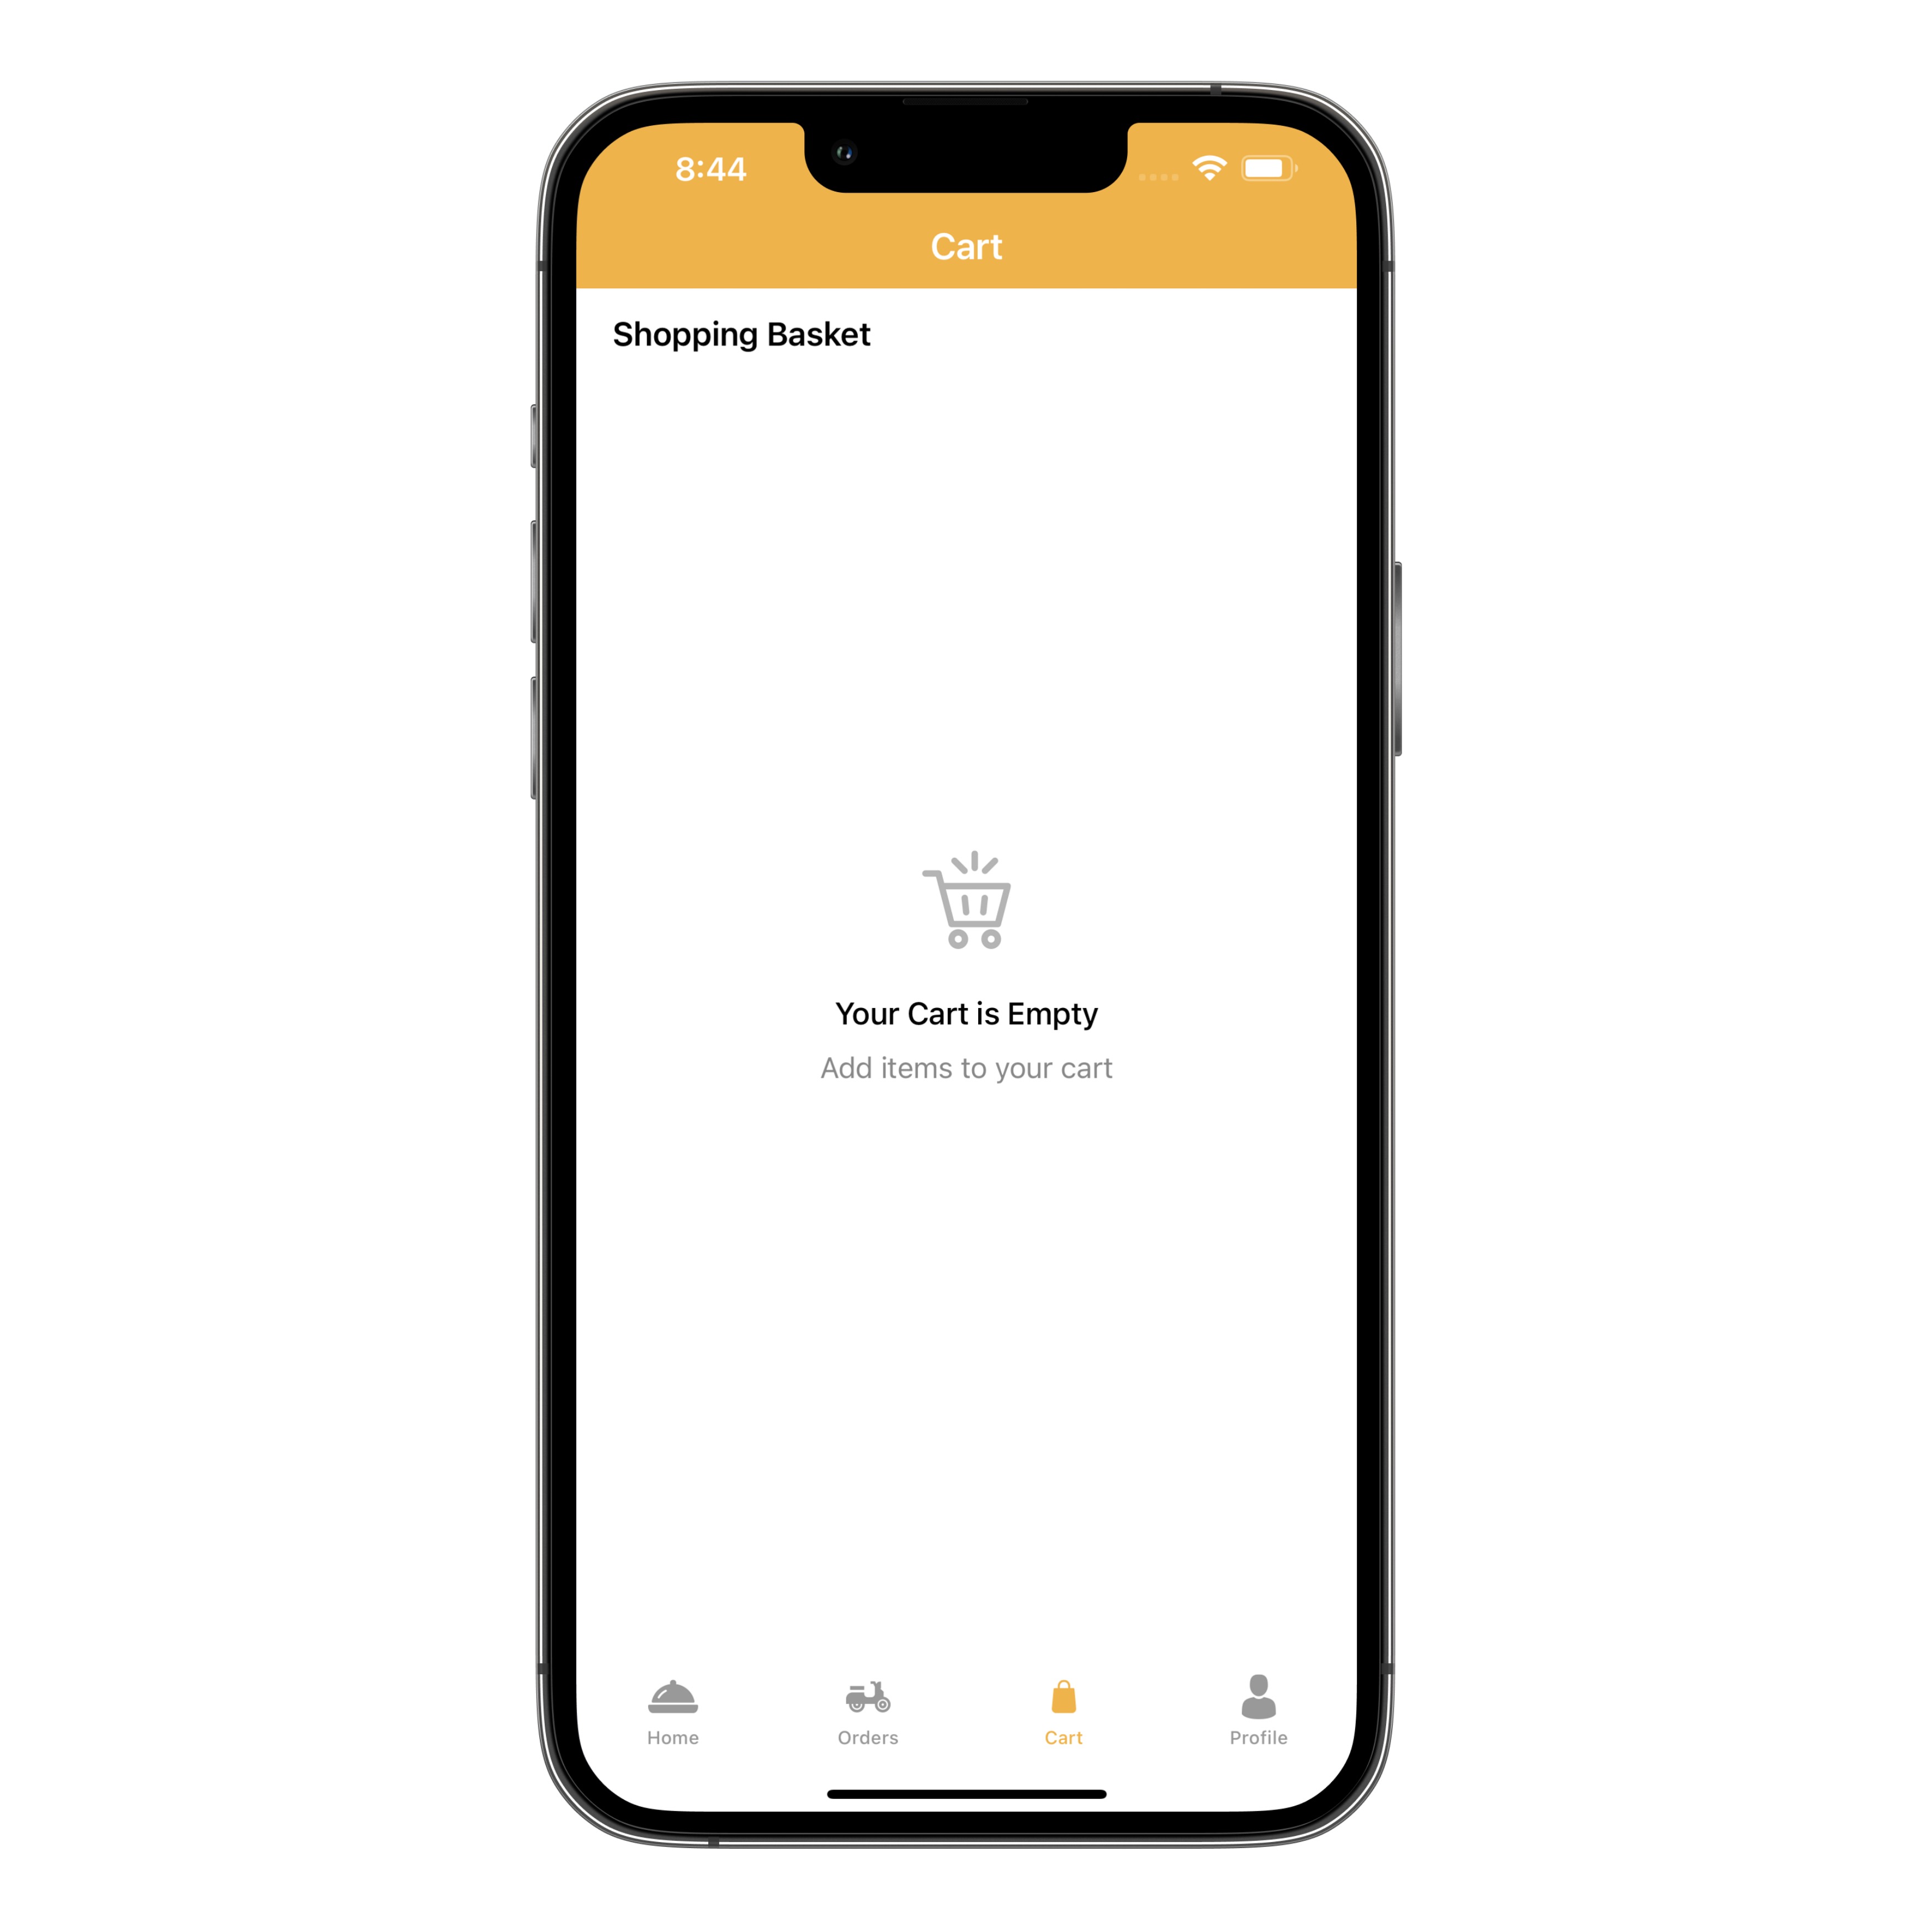 8:44
Cart
Shopping Basket
Your Cart is Empty
Add items to your cart
Home
Orders
Cart
Profile